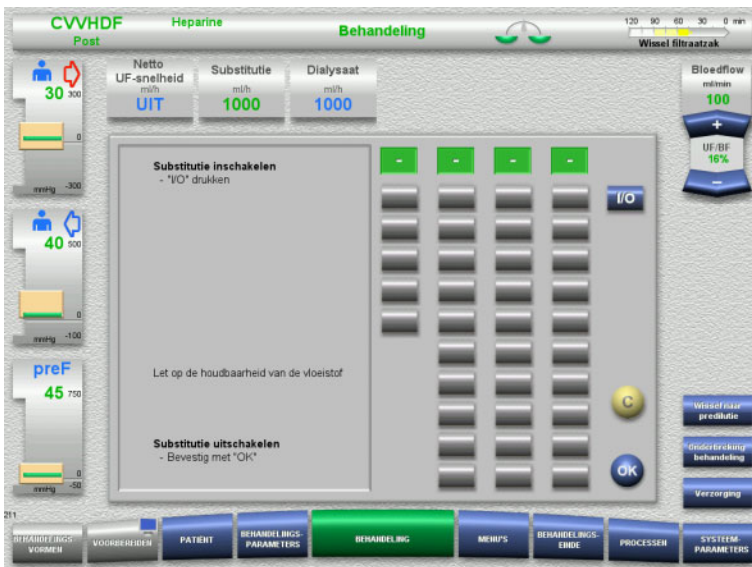 CVVHDF
Post
Heparine
Behandeling
120 90 60 30 0 min
Wissel filtraatzak
30 300
0
mmHg -300
40 500
0
mmHg -100
preF
45 750
0
mmHg -50
Netto
UF-snelheid
ml/h
UIT
Substitutie
ml/h
1000
Dialysaat
ml/h
1000
Bloedflow
ml/min
100
+
UF/BF
16%
-
Substitutie inschakelen
- "I/O" drukken
Let op de houdbaarheid van de vloeistof
Substitutie uitschakelen
- Bevestig met "OK"
- - - -
I/O
C
OK
Wissel naar
predilutie
Onderbreking
behandeling
Verzorging
211
BEHANDELINGS-
VORMEN
VOORBEREIDEN
PATIËNT
BEHANDELINGS-
PARAMETERS
BEHANDELING
MENU'S
BEHANDELINGS-
EINDE
PROCESSEN
SYSTEEM-
PARAMETERS